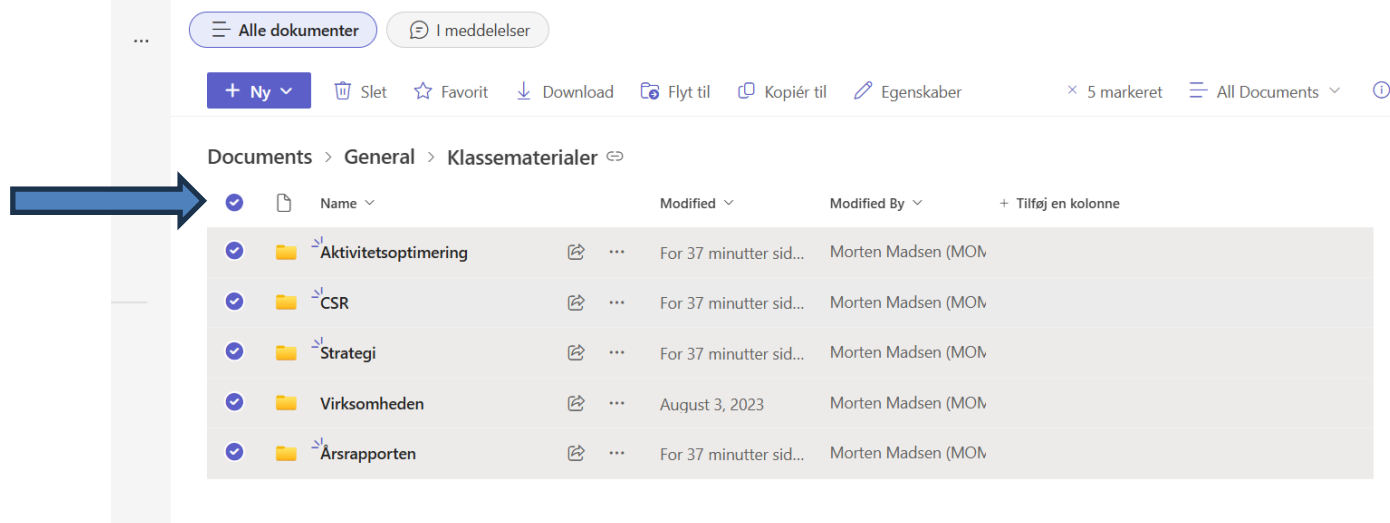 ...
Alle dokumenter I meddelelser
+ Ny Slet Favorit Download Flyt til Kopiér til Egenskaber × 5 markeret All Documents
Documents > General > Klassematerialer
Name Modified Modified By + Tilføj en kolonne
Aktivitetsoptimering ... For 37 minutter sid... Morten Madsen (MOM
CSR ... For 37 minutter sid... Morten Madsen (MOM
Strategi ... For 37 minutter sid... Morten Madsen (MOM
Virksomheden ... August 3, 2023 Morten Madsen (MOM
Årsrapporten ... For 37 minutter sid... Morten Madsen (MOM